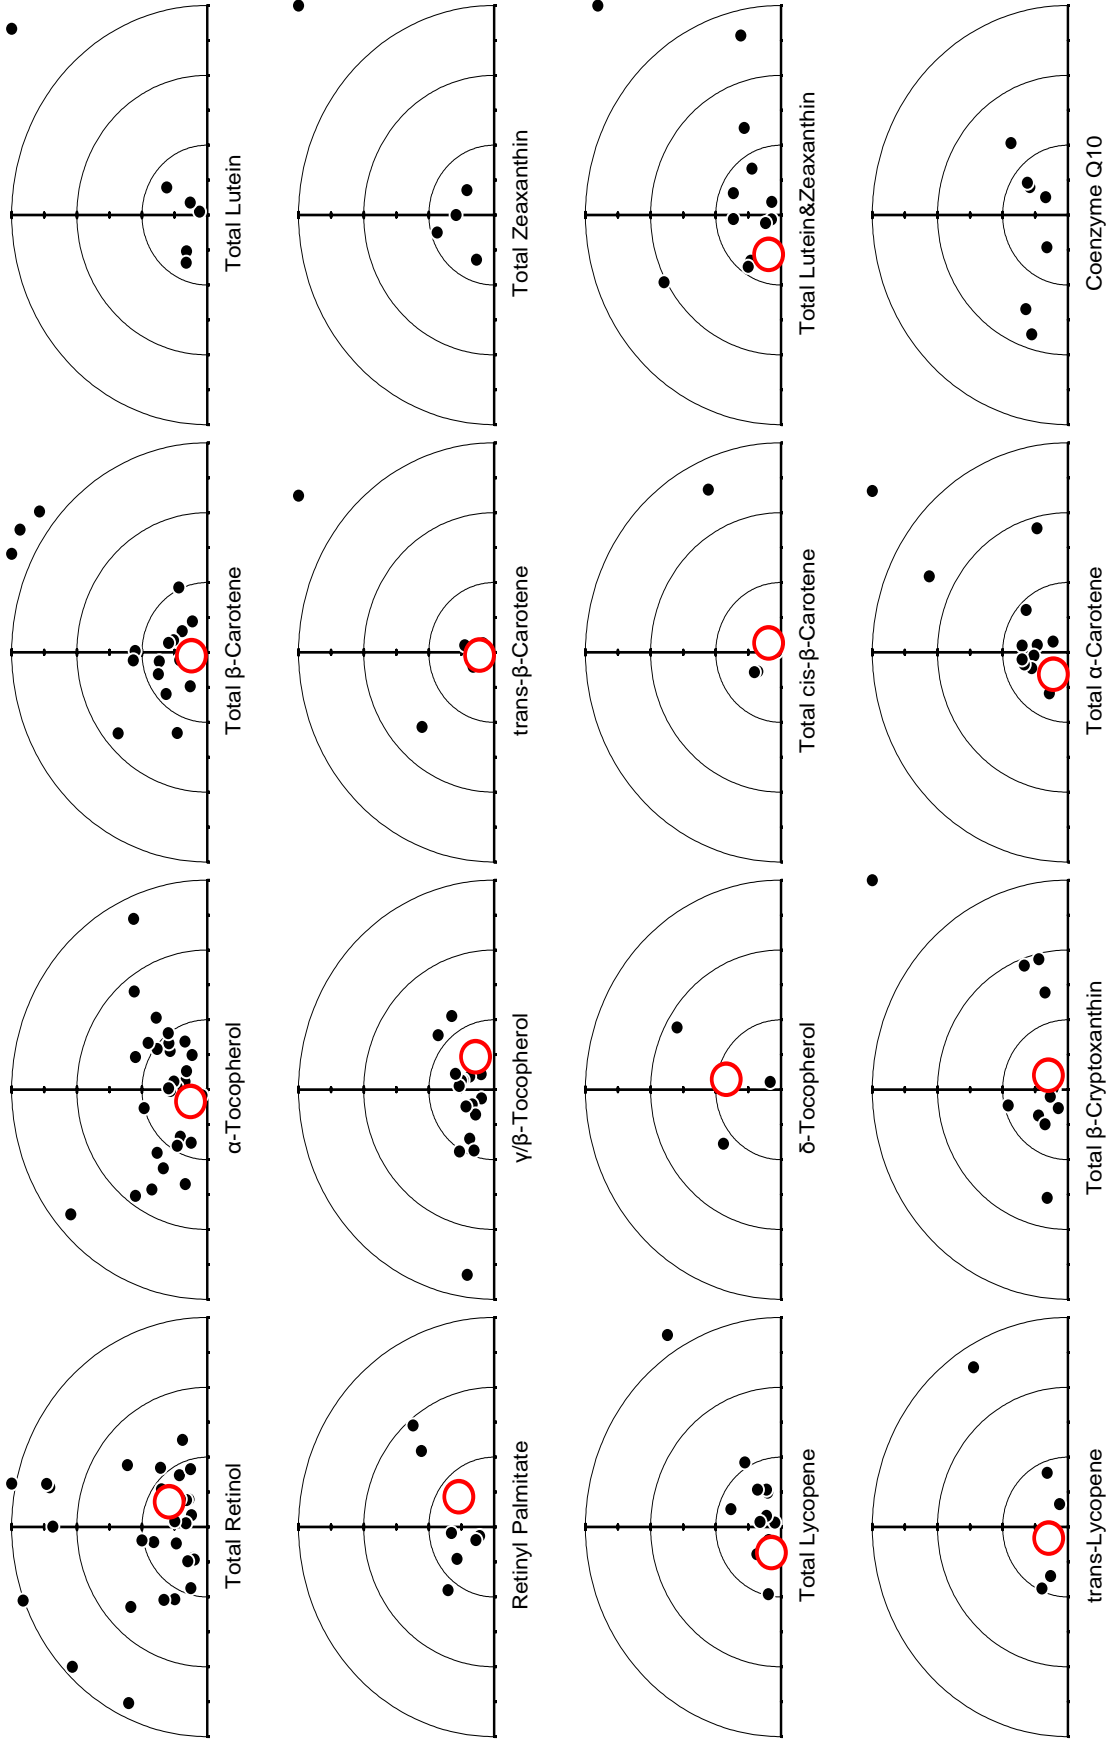 Total Retinol
α-Tocopherol
Total β-Carotene
Total Lutein
Retinyl Palmitate
γ/β-Tocopherol
trans-β-Carotene
Total Zeaxanthin
Total Lycopene
δ-Tocopherol
Total cis-β-Carotene
Total Lutein&Zeaxanthin
trans-Lycopene
Total β-Cryptoxanthin
Total α-Carotene
Coenzyme Q10